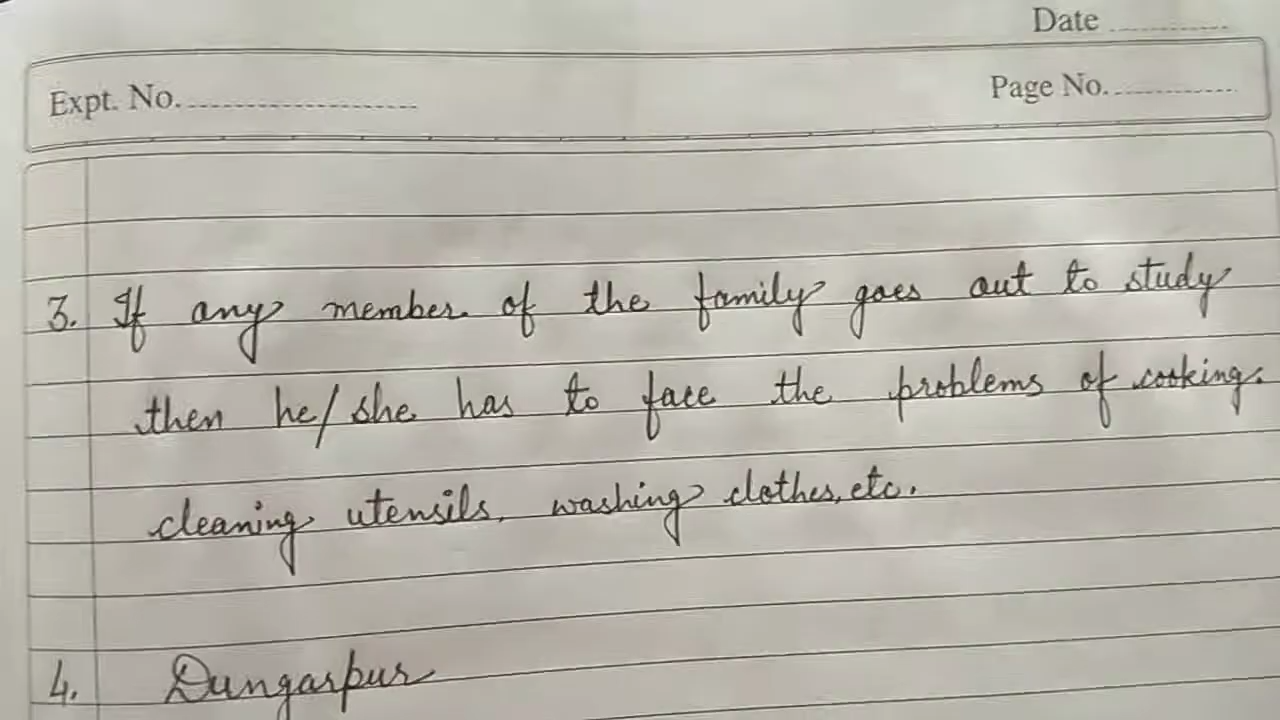 Date ............
Expt. No. ........................
Page No. .............
3. If any member of the family goes out to study
then he/she has to face the problems of cooking,
cleaning utensils, washing clothes, etc.
4. Dungarpur